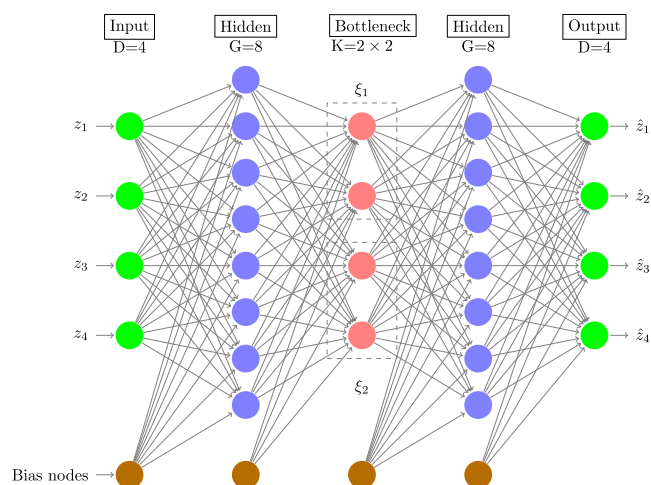 Input Hidden Bottleneck Hidden Output
D=4 G=8 K=2 × 2 G=8 D=4
ξ₁
z₁ ẑ₁
z₂ ẑ₂
z₃ ẑ₃
z₄ ẑ₄
ξ₂
Bias nodes